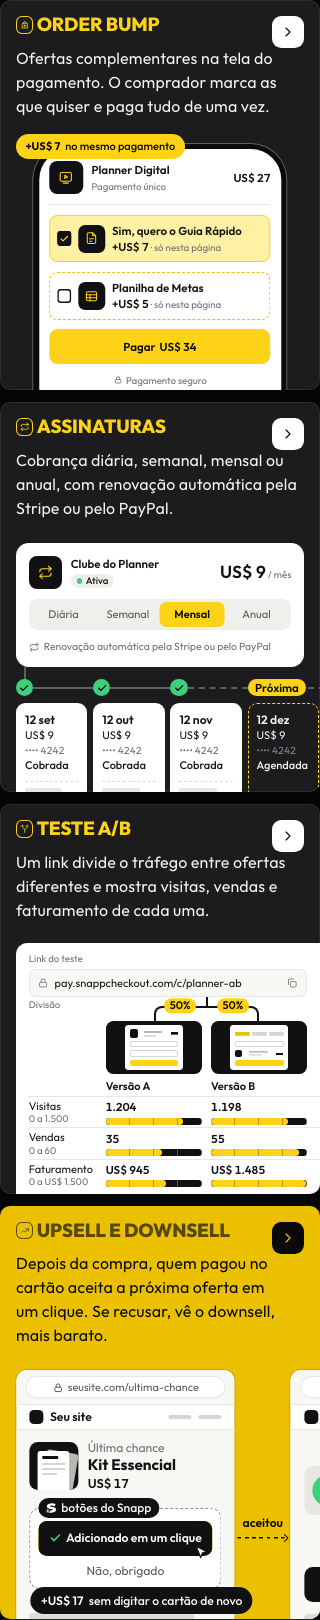 ORDER BUMP
Ofertas complementares na tela do
pagamento. O comprador marca as
que quiser e paga tudo de uma vez.
+US$ 7 no mesmo pagamento
Planner Digital
Pagamento único
US$ 27
Sim, quero o Guia Rápido
+US$ 7 · só nesta página
Planilha de Metas
+US$ 5 · só nesta página
Pagar US$ 34
Pagamento seguro
ASSINATURAS
Cobrança diária, semanal, mensal ou
anual, com renovação automática pela
Stripe ou pelo PayPal.
Clube do Planner
Ativa
US$ 9 / mês
Diária Semanal Mensal Anual
Renovação automática pela Stripe ou pelo PayPal
Próxima
12 set 12 out 12 nov 12 dez
US$ 9 US$ 9 US$ 9 US$ 9
•••• 4242 •••• 4242 •••• 4242 •••• 4242
Cobrada Cobrada Cobrada Agendada
TESTE A/B
Um link divide o tráfego entre ofertas
diferentes e mostra visitas, vendas e
faturamento de cada uma.
Link do teste
pay.snappcheckout.com/c/planner-ab
Divisão 50% 50%
Versão A Versão B
Visitas 1.204 1.198
0 a 1.500
Vendas 35 55
0 a 60
Faturamento US$ 945 US$ 1.485
0 a US$ 1.500
UPSELL E DOWNSELL
Depois da compra, quem pagou no
cartão aceita a próxima oferta em
um clique. Se recusar, vê o downsell,
mais barato.
seusite.com/ultima-chance
Seu site
Última chance
Kit Essencial
US$ 17
S botões do Snapp
Adicionado em um clique
aceitou
Não, obrigado
+US$ 17 sem digitar o cartão de novo